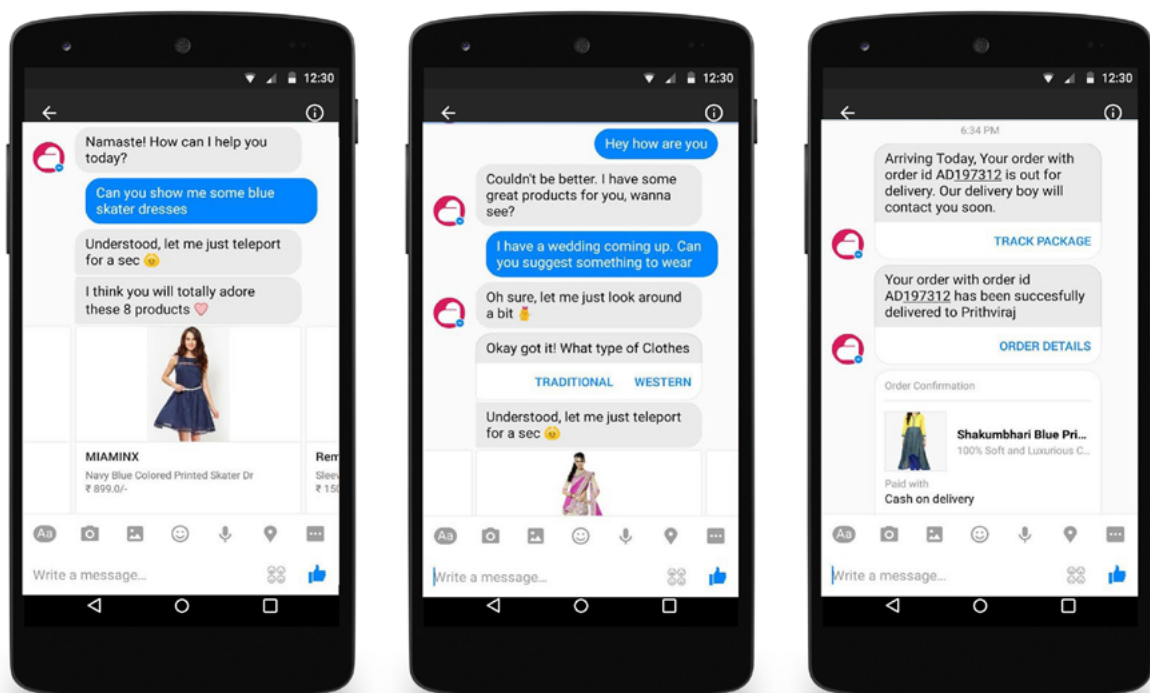 12:30
Namaste! How can I help you
today?
Can you show me some blue
skater dresses
Understood, let me just teleport
for a sec 😊
I think you will totally adore
these 8 products 💗
MIAMINX
Navy Blue Colored Printed Skater Dr
₹ 899.0/-
Rem
Sleev
₹ 150
Aa
Write a message...
12:30
Hey how are you
Couldn't be better. I have some
great products for you, wanna
see?
I have a wedding coming up. Can
you suggest something to wear
Oh sure, let me just look around
a bit
Okay got it! What type of Clothes
TRADITIONAL WESTERN
Understood, let me just teleport
for a sec 😊
Aa
Write a message...
12:30
6:34 PM
Arriving Today, Your order with
order id AD197312 is out for
delivery. Our delivery boy will
contact you soon.
TRACK PACKAGE
Your order with order id
AD197312 has been succesfully
delivered to Prithviraj
ORDER DETAILS
Order Confirmation
Shakumbhari Blue Pri...
100% Soft and Luxurious C...
Paid with
Cash on delivery
Aa
Write a message...